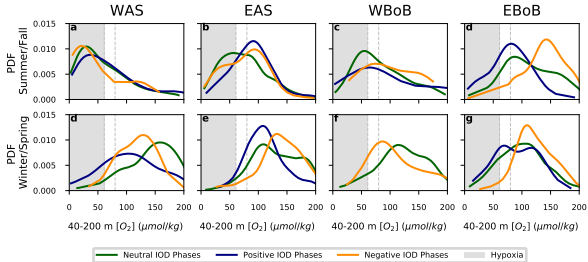 WAS EAS WBoB EBoB
PDF
Summer/Fall
0.015
0.010
0.005
0.000
a b c d
PDF
Winter/Spring
0.015
0.010
0.005
0.000
d e f g
0 50 100 150 200 0 50 100 150 200 0 50 100 150 200 0 50 100 150 200
40-200 m [O₂] (μmol/kg) 40-200 m [O₂] (μmol/kg) 40-200 m [O₂] (μmol/kg) 40-200 m [O₂] (μmol/kg)
Neutral IOD Phases Positive IOD Phases Negative IOD Phases Hypoxia